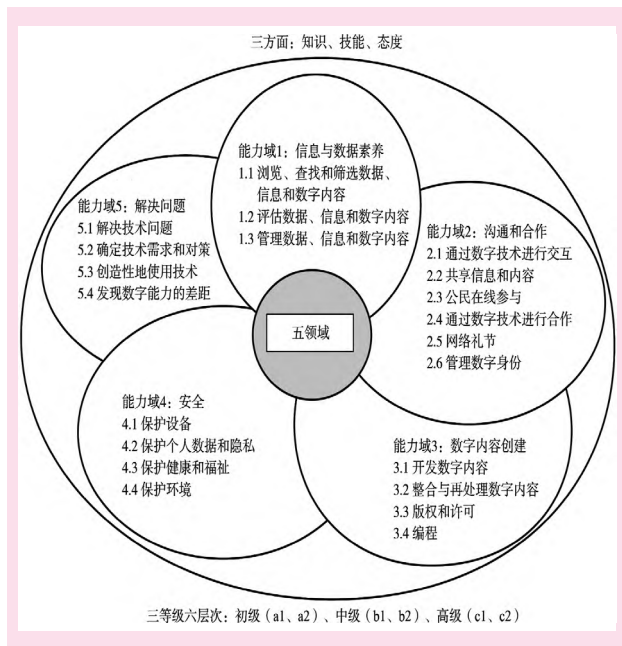 三方面：知识、技能、态度
能力域1：信息与数据素养
1.1 浏览、查找和筛选数据、
信息和数字内容
1.2 评估数据、信息和数字内容
1.3 管理数据、信息和数字内容
能力域2：沟通和合作
2.1 通过数字技术进行交互
2.2 共享信息和内容
2.3 公民在线参与
2.4 通过数字技术进行合作
2.5 网络礼节
2.6 管理数字身份
能力域3：数字内容创建
3.1 开发数字内容
3.2 整合与再处理数字内容
3.3 版权和许可
3.4 编程
能力域4：安全
4.1 保护设备
4.2 保护个人数据和隐私
4.3 保护健康和福祉
4.4 保护环境
能力域5：解决问题
5.1 解决技术问题
5.2 确定技术需求和对策
5.3 创造性地使用技术
5.4 发现数字能力的差距
五领域
三等级六层次：初级（a1、a2）、中级（b1、b2）、高级（c1、c2）